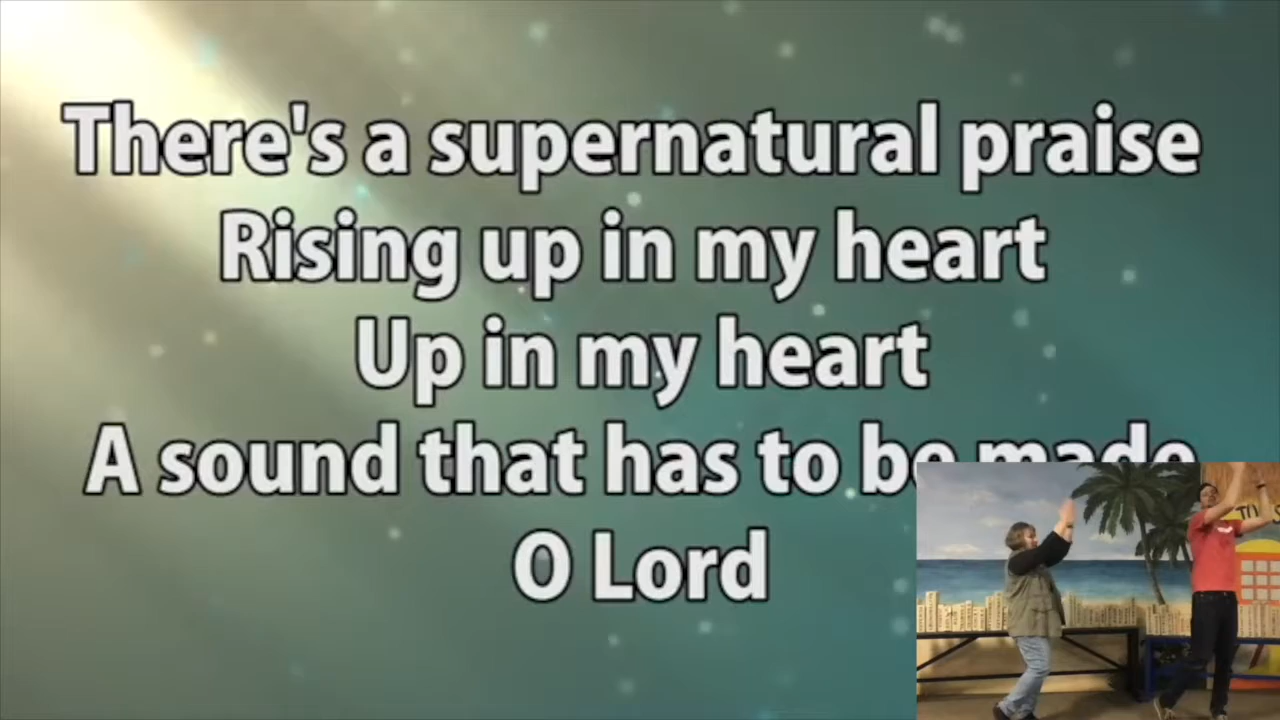 There's a supernatural praise
Rising up in my heart
Up in my heart
A sound that has to be made
O Lord